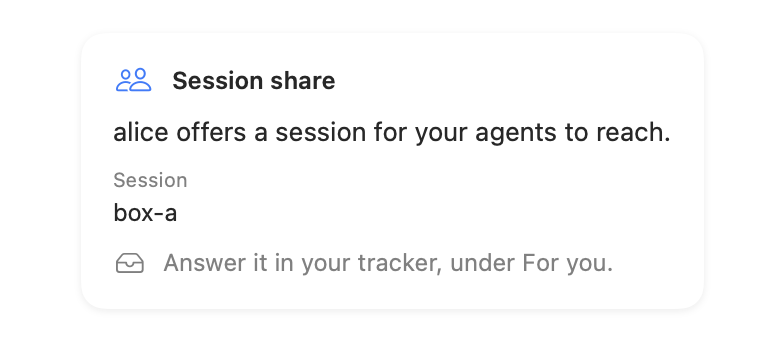 Session share
alice offers a session for your agents to reach.
Session
box-a
Answer it in your tracker, under For you.